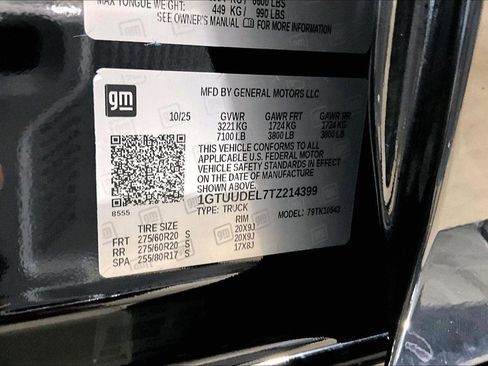 MAX TONGUE WEIGHT:
449 KG / 990 LBS
SEE OWNER'S MANUAL FOR MORE INFORMATION
gm
MFD BY GENERAL MOTORS LLC
10/25 GVWR GAWR FRT GAWR RR
3221 KG 1724 KG 1724 KG
7100 LB 3800 LB 3800 LB
THIS VEHICLE CONFORMS TO ALL
APPLICABLE U.S. FEDERAL MOTOR
VEHICLE SAFETY STANDARDS IN EFFECT
ON THE DATE OF MANUFACTURE
SHOWN ABOVE.
1GTUUDEL7TZ214399
TYPE: TRUCK MODEL: 79TK10543
8555
TIRE SIZE RIM
FRT 275/60R20 S 20X9J
RR 275/60R20 S 20X9J
SPA 255/80R17 S 17X8J